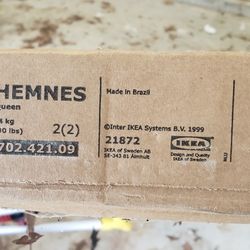 HEMNES
ueen
kg
lbs)
2(2)
702.421.09
Made in Brazil
©Inter IKEA Systems B.V. 1999
21872
IKEA of Sweden AB
SE-343 81 Älmhult
IKEA
Design and Quality
IKEA of Sweden